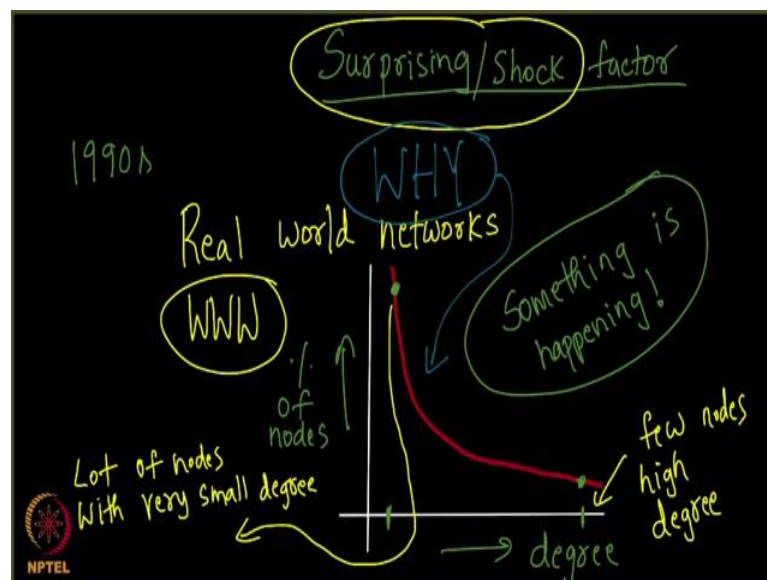 Surprising/Shock factor
1990s
WHY
Real world networks
WWW
Something is
happening!
%
of
nodes
Lot of nodes
With very small degree
few nodes
high
degree
degree
NPTEL